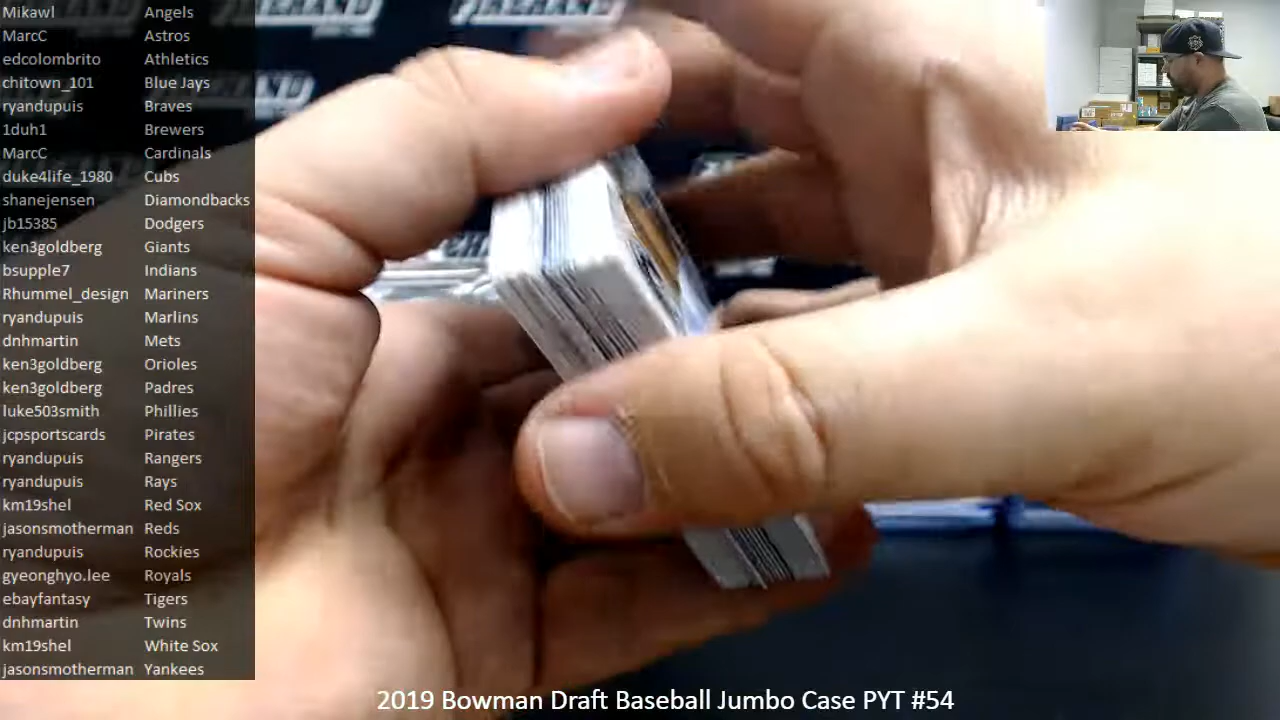 Mikawl Angels
MarcC Astros
edcolombrito Athletics
chitown_101 Blue Jays
ryandupuis Braves
1duh1 Brewers
MarcC Cardinals
duke4life_1980 Cubs
shanejensen Diamondbacks
jb15385 Dodgers
ken3goldberg Giants
bsupple7 Indians
Rhummel_design Mariners
ryandupuis Marlins
dnhmartin Mets
ken3goldberg Orioles
ken3goldberg Padres
luke503smith Phillies
jcpsportscards Pirates
ryandupuis Rangers
ryandupuis Rays
km19shel Red Sox
jasonsmotherman Reds
ryandupuis Rockies
gyeonghyo.lee Royals
ebayfantasy Tigers
dnhmartin Twins
km19shel White Sox
jasonsmotherman Yankees
2019 Bowman Draft Baseball Jumbo Case PYT #54